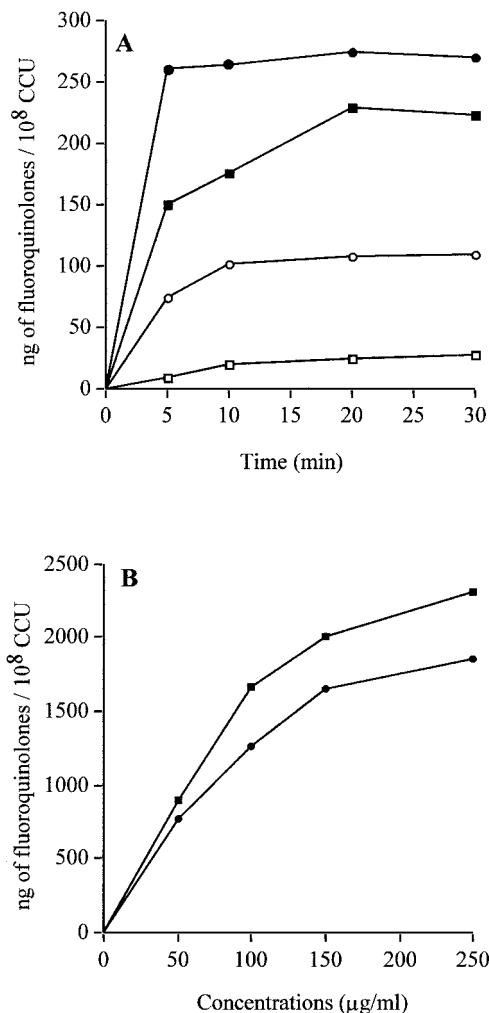 A
300
250
200
150
100
50
0
ng of fluoroquinolones / 10⁸ CCU
0 5 10 15 20 25 30
Time (min)
B
2500
2000
1500
1000
500
0
ng of fluoroquinolones / 10⁸ CCU
0 50 100 150 200 250
Concentrations (µg/ml)